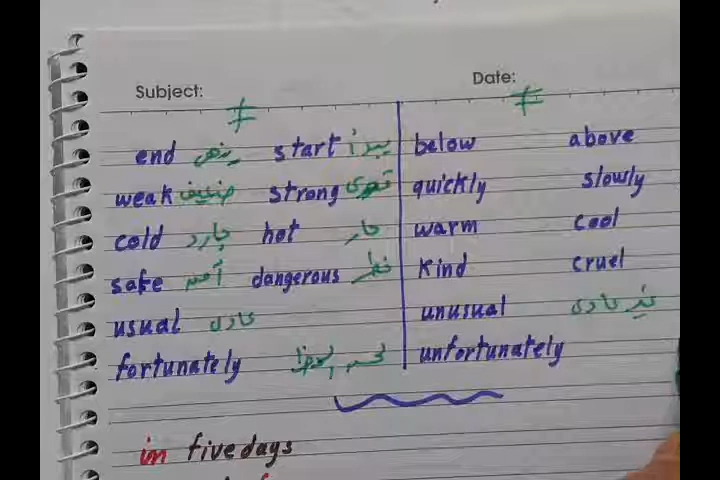 Subject: Date:
≠ ≠
end ينهي start يبدأ below above
weak ضعيف strong قوي quickly slowly
cold بارد hot حار warm cool
safe آمن dangerous خطر kind cruel
usual عادي unusual غير عادي
fortunately لحسن الحظ unfortunately
in five days